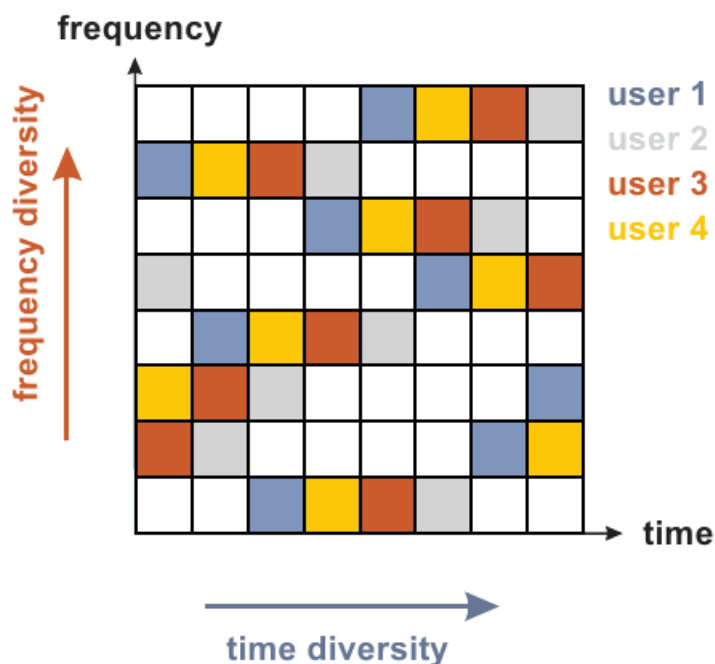 frequency
frequency diversity
user 1
user 2
user 3
user 4
time
time diversity